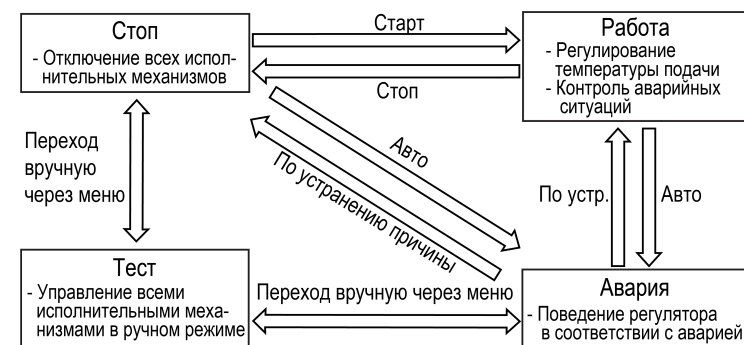 Стоп
- Отключение всех испол-
нительных механизмов
Старт
Стоп
Работа
- Регулирование
температуры подачи
- Контроль аварийных
ситуаций
Переход
вручную
через меню
Авто
По устранению причины
По устр.
Авто
Тест
- Управление всеми
исполнительными меха-
низмами в ручном режиме
Переход вручную через меню
Авария
- Поведение регулятора
в соответствии с аварией